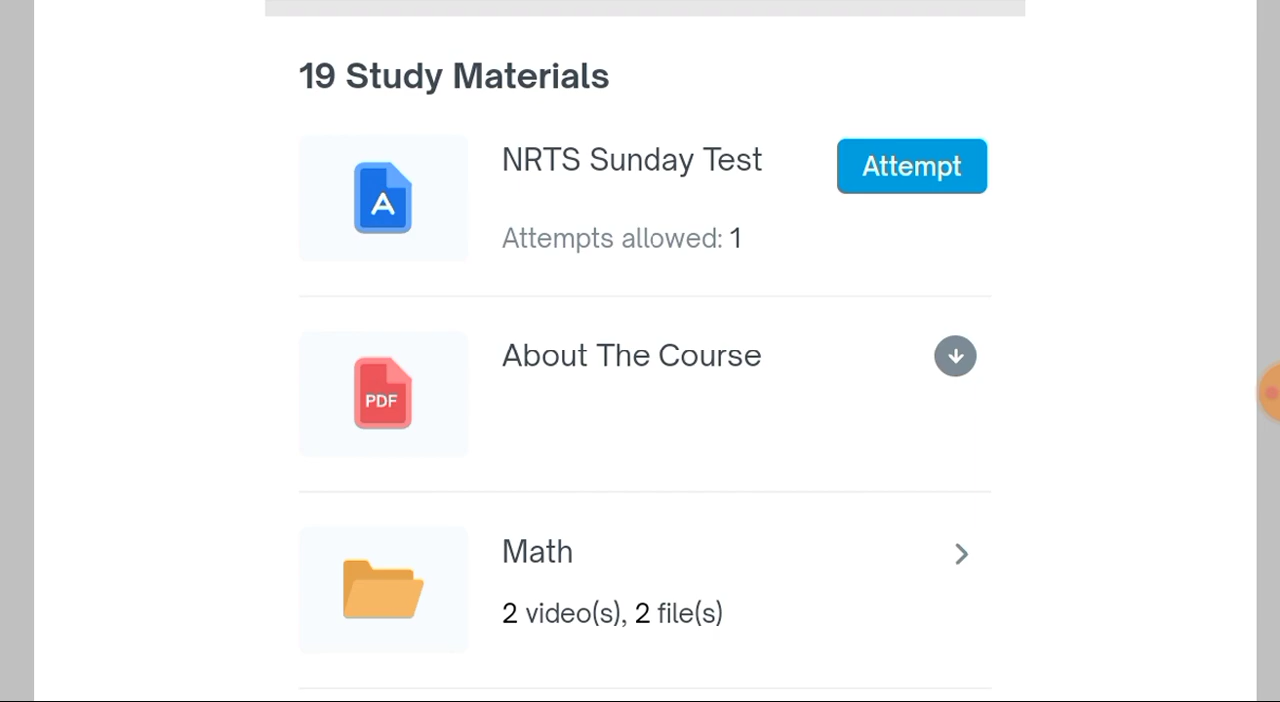 19 Study Materials
A
NRTS Sunday Test
Attempt
Attempts allowed: 1
PDF
About The Course
Math
2 video(s), 2 file(s)